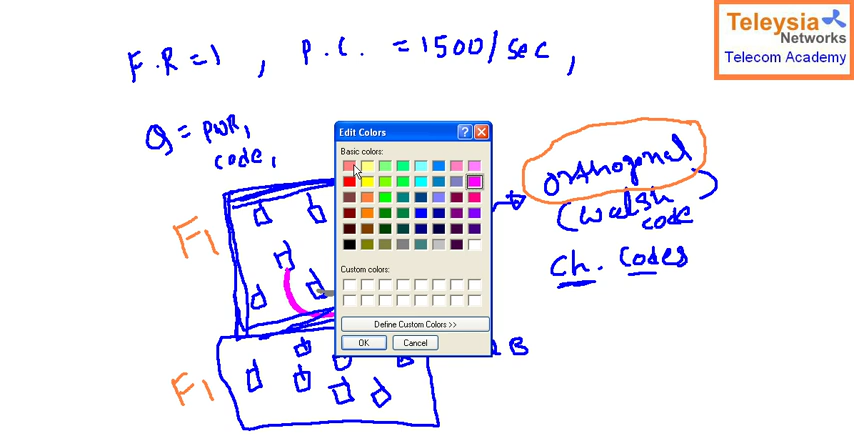 Teleysia
Networks
Telecom Academy
F.R=1 , P.C. =1500/sec,
Q = PWR,
code,
Edit Colors
Basic colors:
Custom colors:
Define Custom Colors >>
OK
Cancel
orthogonal
(walsh
code)
ch. codes
F1
B
F1